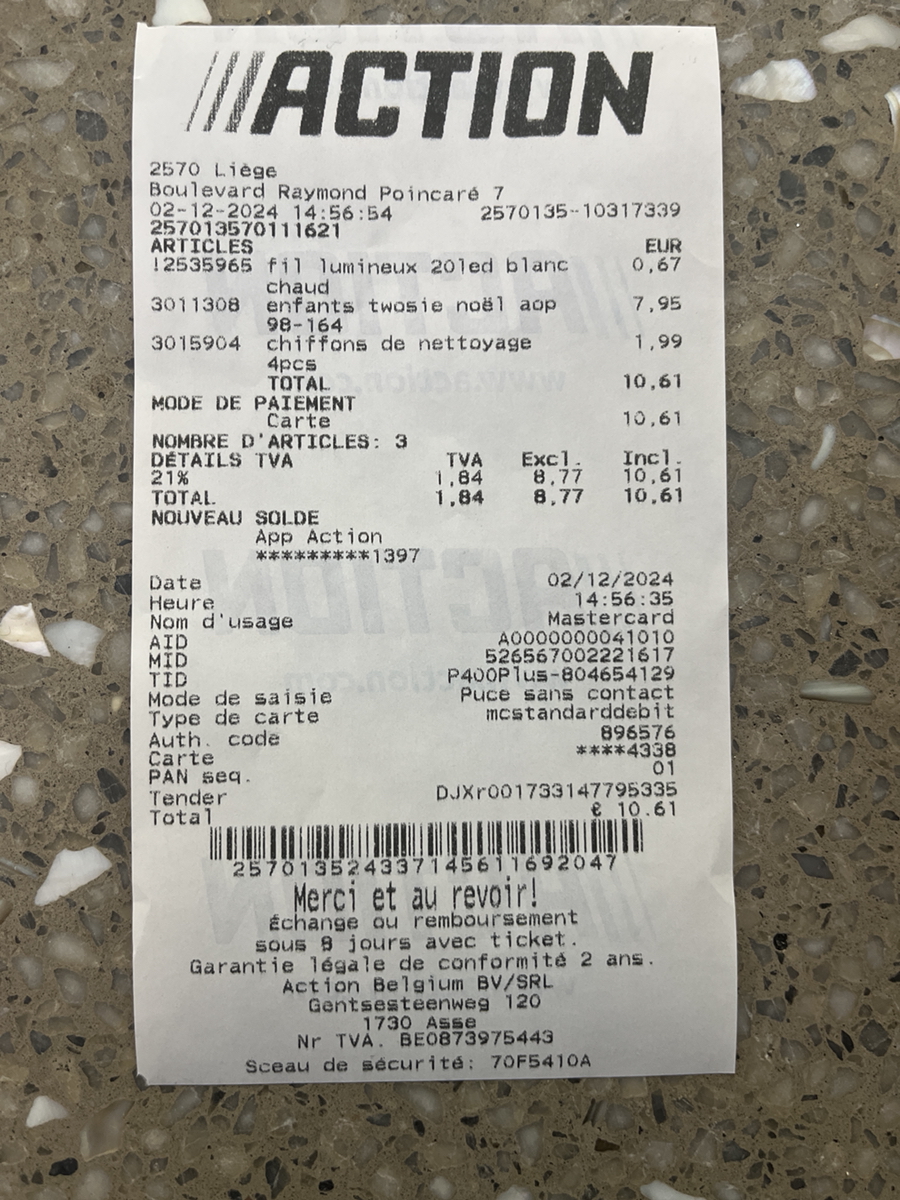 ACTION
2570 Liège
Boulevard Raymond Poincaré 7
02-12-2024 14:56:54 2570135-10317339
257013570111621
ARTICLES EUR
!2535965 fil lumineux 20led blanc 0,67
chaud
3011308 enfants twosie noël aop 7,95
98-164
3015904 chiffons de nettoyage 1,99
4pcs
TOTAL 10,61
MODE DE PAIEMENT
Carte 10,61
NOMBRE D'ARTICLES: 3
DÉTAILS TVA TVA Excl. Incl.
21% 1,84 8,77 10,61
TOTAL 1,84 8,77 10,61
NOUVEAU SOLDE
App Action
*********1397
Date 02/12/2024
Heure 14:56:35
Nom d'usage Mastercard
AID A0000000041010
MID 526567002221617
TID P400Plus-804654129
Mode de saisie Puce sans contact
Type de carte mcstandarddebit
Auth. code 896576
Carte ****4338
PAN seq. 01
Tender DJXr001733147795335
Total € 10.61
257013524337145611692047
Merci et au revoir!
Échange ou remboursement
sous 8 jours avec ticket.
Garantie légale de conformité 2 ans.
Action Belgium BV/SRL
Gentsesteenweg 120
1730 Asse
Nr TVA. BE0873975443
Sceau de sécurité: 70F5410A